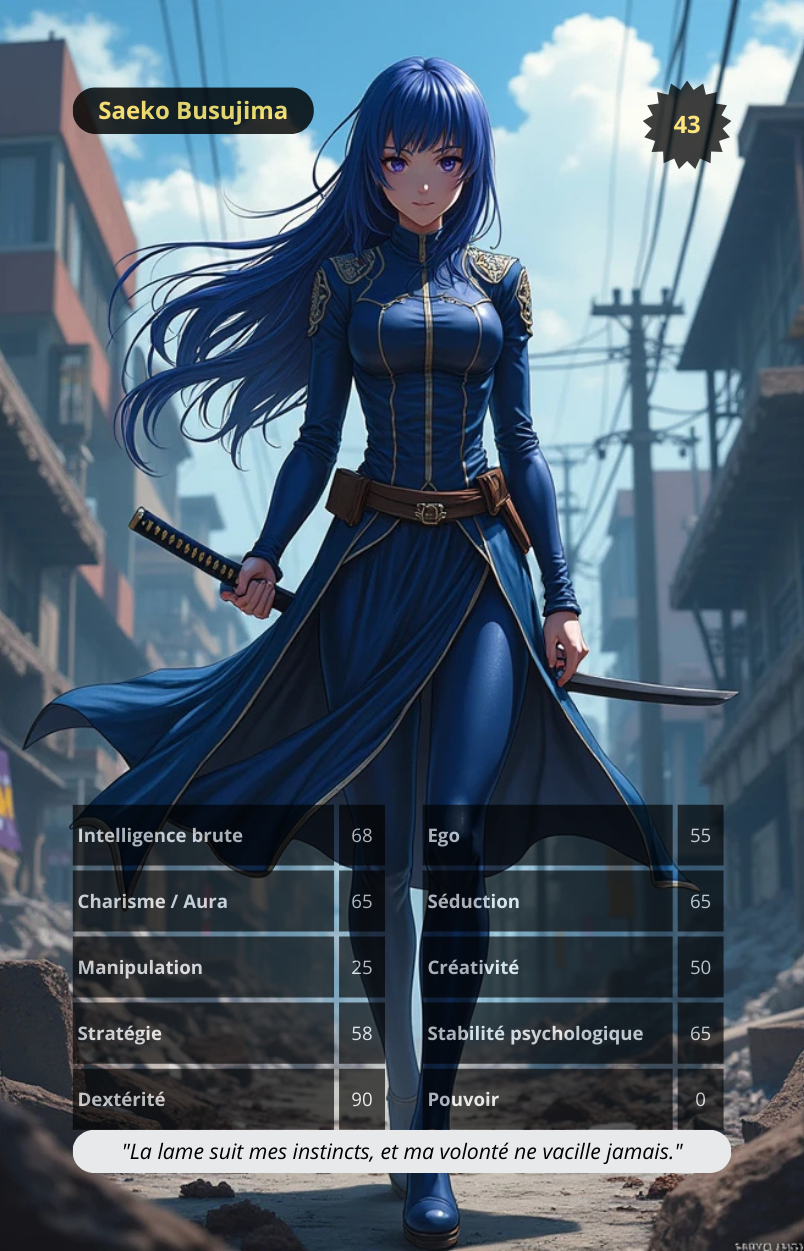 Saeko Busujima
43
Intelligence brute 68
Ego 55
Charisme / Aura 65
Séduction 65
Manipulation 25
Créativité 50
Stratégie 58
Stabilité psychologique 65
Dextérité 90
Pouvoir 0
"La lame suit mes instincts, et ma volonté ne vacille jamais."